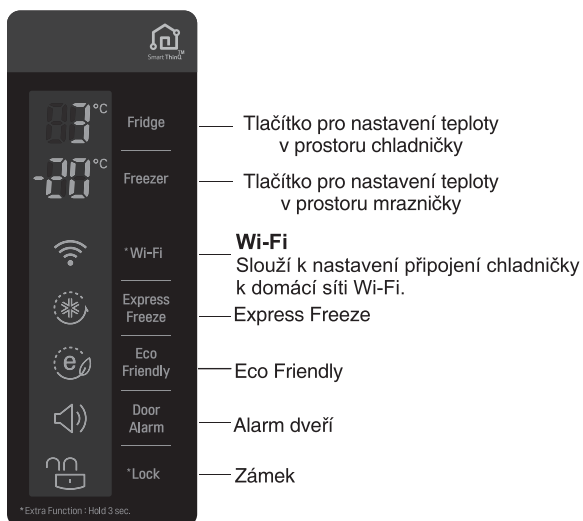 Smart ThinQ™
3 °C
Fridge
Tlačítko pro nastavení teploty
v prostoru chladničky
-20 °C
Freezer
Tlačítko pro nastavení teploty
v prostoru mrazničky
*Wi-Fi
Wi-Fi
Slouží k nastavení připojení chladničky
k domácí síti Wi-Fi.
Express
Freeze
Express Freeze
e
Eco
Friendly
Eco Friendly
Door
Alarm
Alarm dveří
*Lock
Zámek
*Extra Function : Hold 3 sec.